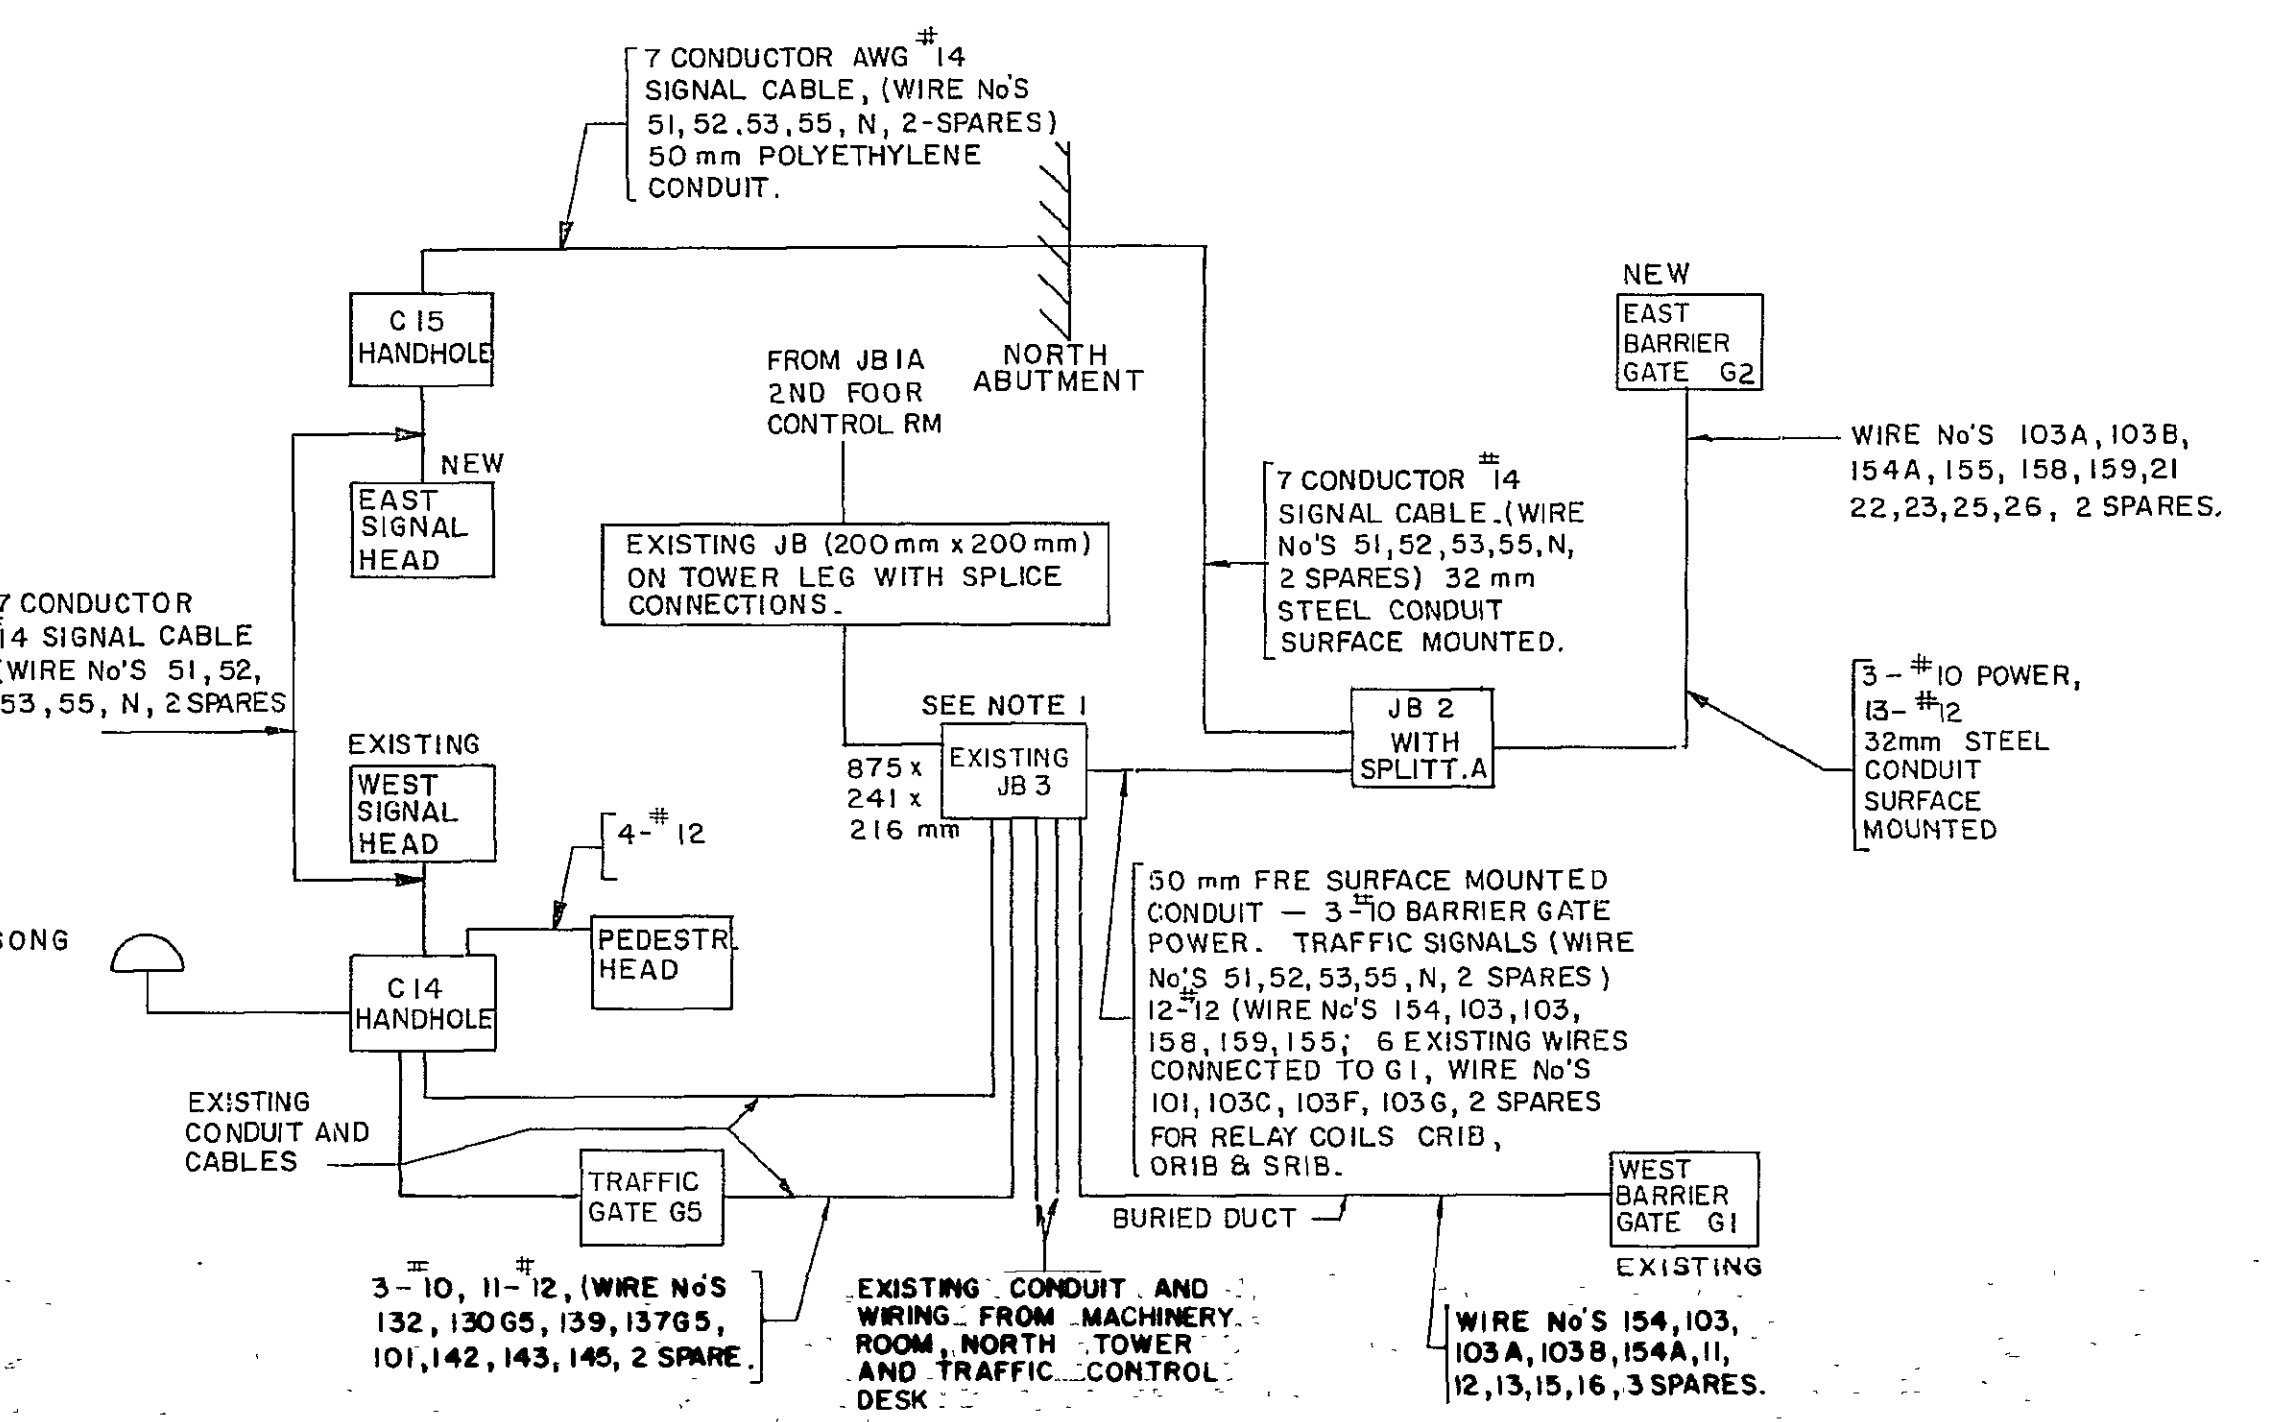 7 CONDUCTOR AWG #14
SIGNAL CABLE, (WIRE No'S
51, 52, 53, 55, N, 2-SPARES)
50 mm POLYETHYLENE
CONDUIT.
C15
HANDHOLE
NEW
EAST
SIGNAL
HEAD
FROM JB1A
2ND FOOR
CONTROL RM
NORTH
ABUTMENT
NEW
EAST
BARRIER
GATE G2
WIRE No'S 103A, 103B,
154A, 155, 158, 159, 21
22, 23, 25, 26, 2 SPARES.
7 CONDUCTOR #14
SIGNAL CABLE. (WIRE
No'S 51, 52, 53, 55, N,
2 SPARES) 32 mm
STEEL CONDUIT
SURFACE MOUNTED.
EXISTING JB (200mm x 200mm)
ON TOWER LEG WITH SPLICE
CONNECTIONS.
7 CONDUCTOR
14 SIGNAL CABLE
(WIRE No'S 51, 52,
53, 55, N, 2 SPARES
EXISTING
WEST
SIGNAL
HEAD
SEE NOTE 1
EXISTING
JB 3
875 x
241 x
216 mm
JB 2
WITH
SPLITT. A
3 - #10 POWER,
13 - #12
32mm STEEL
CONDUIT
SURFACE
MOUNTED
4 - #12
PEDESTR.
HEAD
GONG
C14
HANDHOLE
50 mm FRE SURFACE MOUNTED
CONDUIT — 3-#10 BARRIER GATE
POWER. TRAFFIC SIGNALS (WIRE
No'S 51, 52, 53, 55, N, 2 SPARES)
12-#12 (WIRE No'S 154, 103, 103,
158, 159, 155; 6 EXISTING WIRES
CONNECTED TO G1, WIRE No'S
101, 103C, 103F, 103G, 2 SPARES
FOR RELAY COILS CR1B,
OR1B & SR1B.
EXISTING
CONDUIT AND
CABLES
TRAFFIC
GATE G5
BURIED DUCT
WEST
BARRIER
GATE G1
EXISTING
3-#10, 11-#12, (WIRE No'S
132, 130G5, 139, 137G5,
101, 142, 143, 145, 2 SPARE.
EXISTING CONDUIT AND
WIRING FROM MACHINERY
ROOM, NORTH TOWER
AND TRAFFIC CONTROL
DESK
WIRE No'S 154, 103,
103A, 103B, 154A, 11,
12, 13, 15, 16, 3 SPARES.